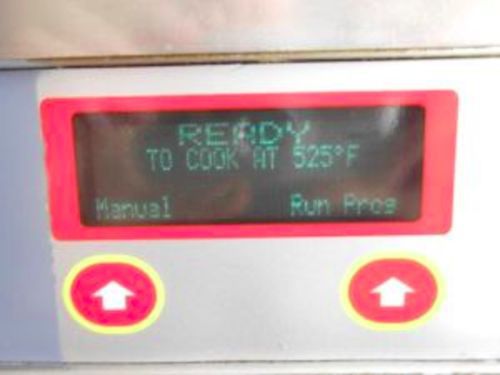 READY
TO COOK AT 525°F
Manual Run Prog